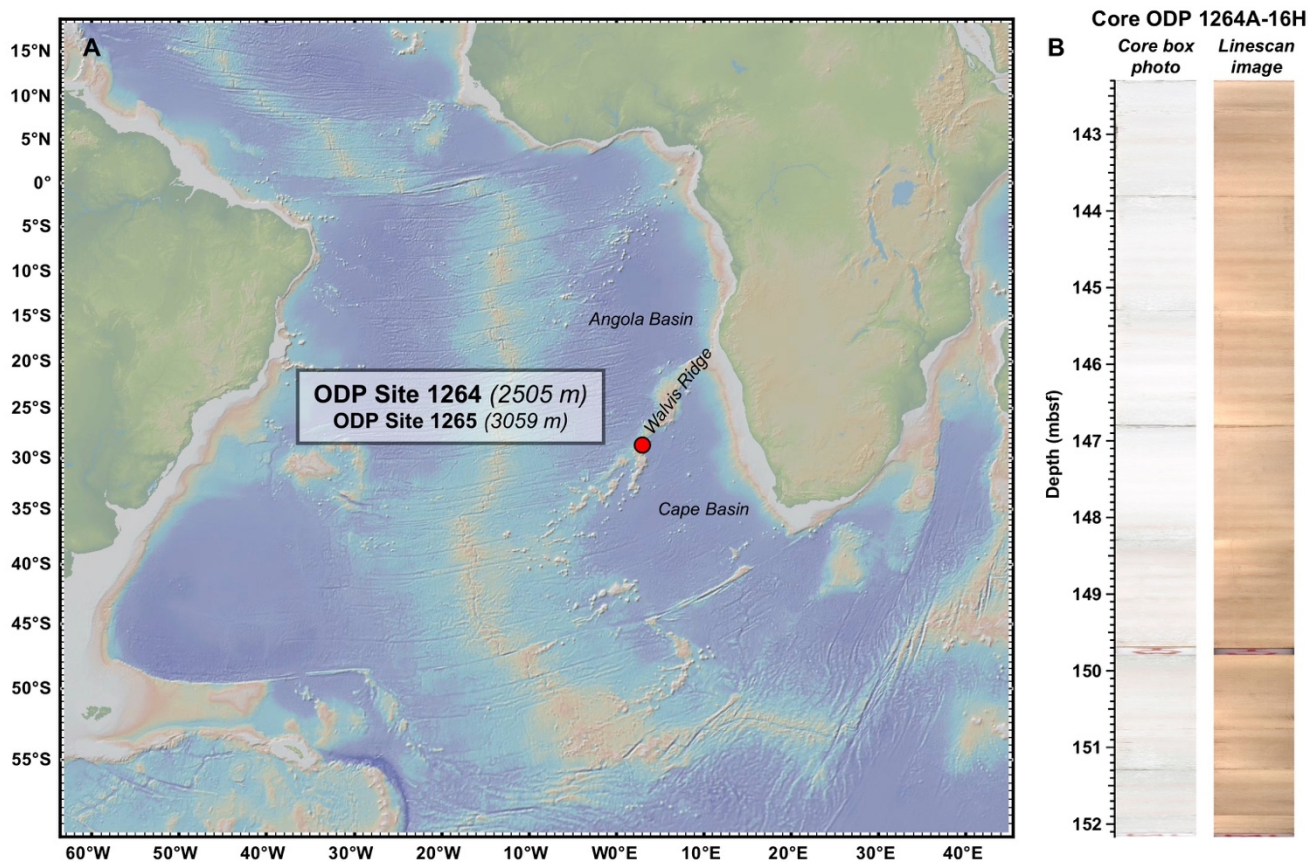 A
15°N
10°N
5°N
0°
5°S
10°S
15°S
20°S
25°S
30°S
35°S
40°S
45°S
50°S
55°S
60°W
50°W
40°W
30°W
20°W
10°W
W0°E
10°E
20°E
30°E
40°E
Angola Basin
Walvis Ridge
ODP Site 1264 (2505 m)
ODP Site 1265 (3059 m)
Cape Basin
Core ODP 1264A-16H
B
Core box
photo
Linescan
image
Depth (mbsf)
143
144
145
146
147
148
149
150
151
152